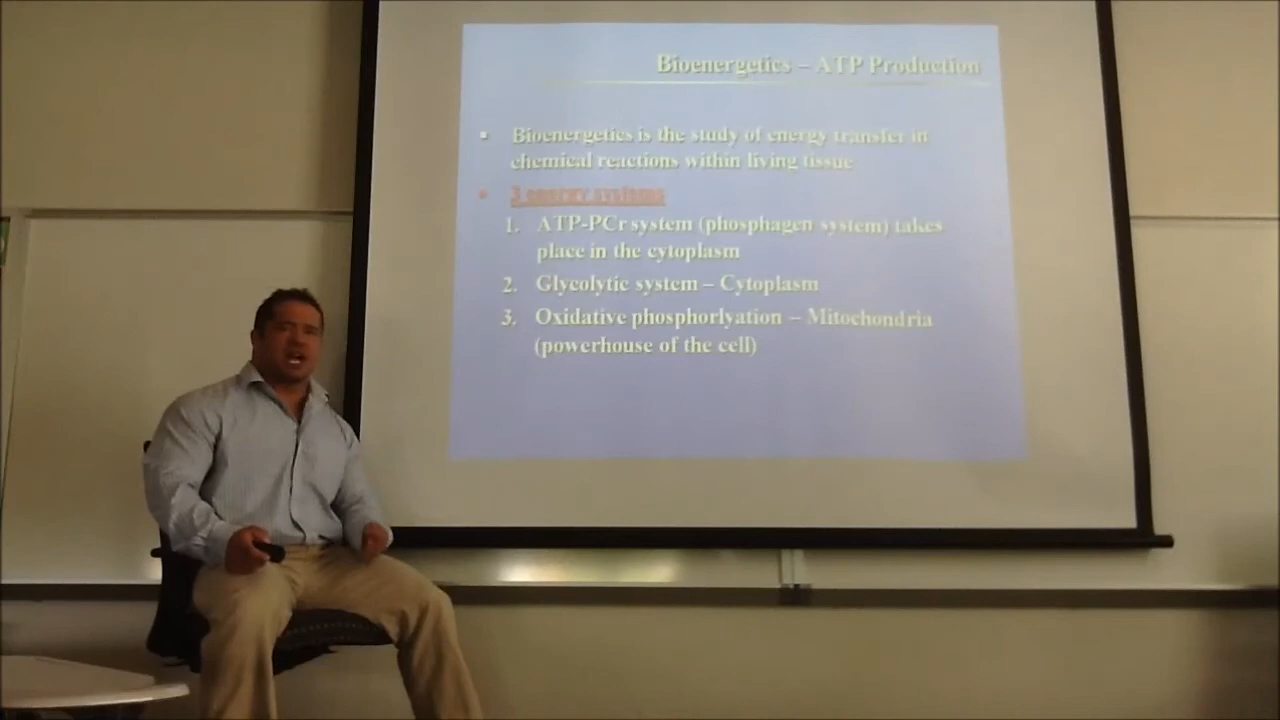 Bioenergetics – ATP Production
▪ Bioenergetics is the study of energy transfer in
chemical reactions within living tissue
▪ 3 energy systems
1. ATP-PCr system (phosphagen system) takes
place in the cytoplasm
2. Glycolytic system – Cytoplasm
3. Oxidative phosphorlyation – Mitochondria
(powerhouse of the cell)